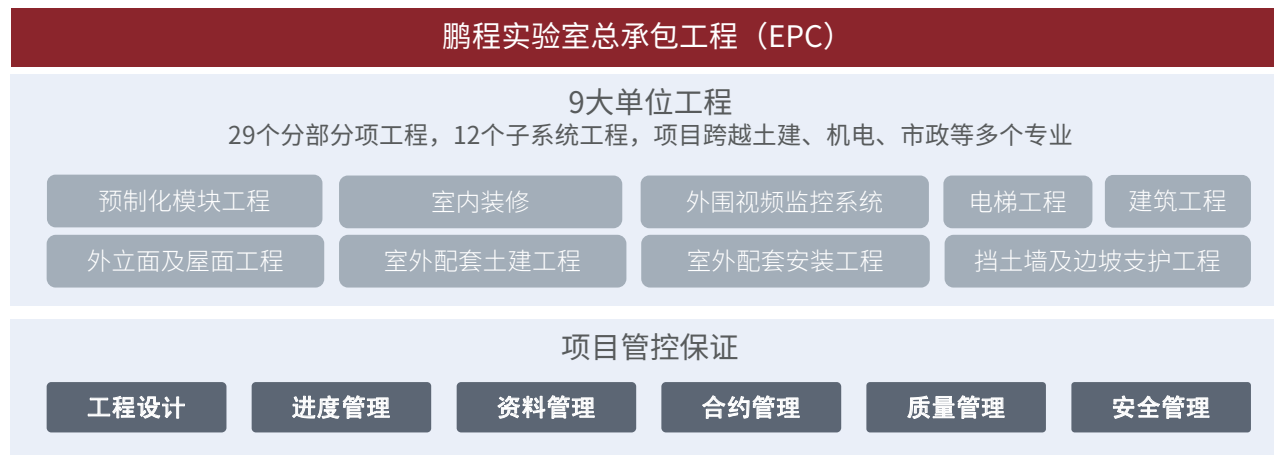 鹏程实验室总承包工程（EPC）
9大单位工程
29个分部分项工程，12个子系统工程，项目跨越土建、机电、市政等多个专业
预制化模块工程 室内装修 外围视频监控系统 电梯工程 建筑工程
外立面及屋面工程 室外配套土建工程 室外配套安装工程 挡土墙及边坡支护工程
项目管控保证
工程设计 进度管理 资料管理 合约管理 质量管理 安全管理